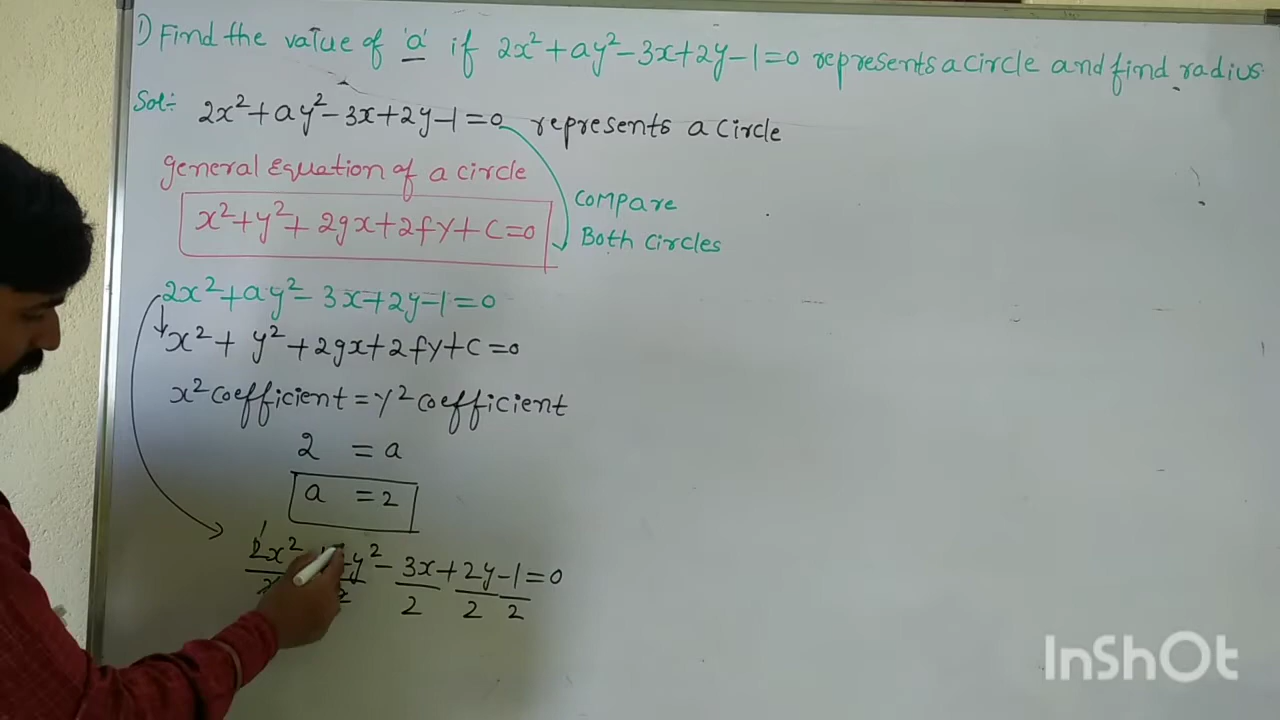 1) Find the value of 'a' if 2x²+ay²-3x+2y-1=0 represents a circle and find radius.
Sol:- 2x²+ay²-3x+2y-1=0 represents a circle
general Equation of a circle
x²+y²+2gx+2fy+c=0
compare
Both circles
2x²+ay²-3x+2y-1=0
x²+y²+2gx+2fy+c=0
x² coefficient = y² coefficient
2 = a
a = 2
2x² y² - 3x + 2y - 1 = 0
2 2 2 2
InShOt